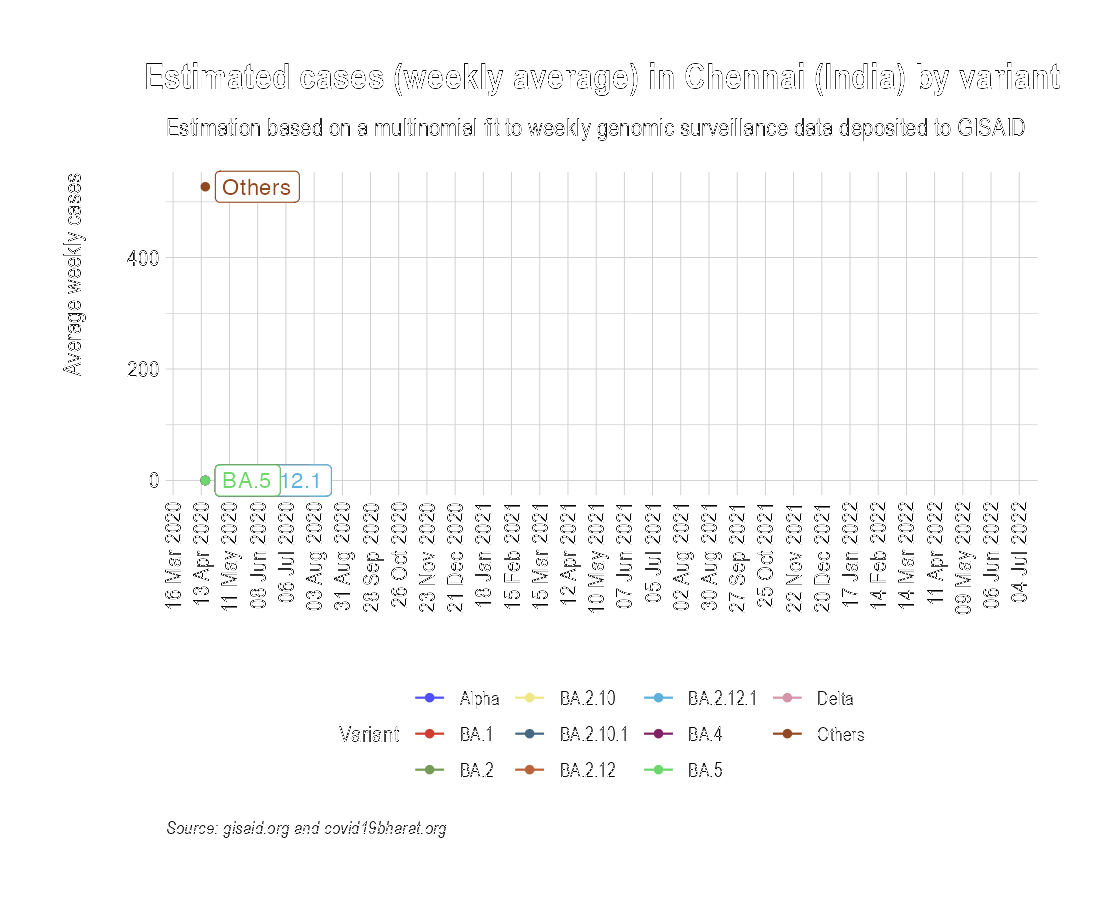 Estimated cases (weekly average) in Chennai (India) by variant
Estimation based on a multinomial fit to weekly genomic surveillance data deposited to GISAID
Average weekly cases
Others
400
200
0
BA.5
12.1
16 Mar 2020
13 Apr 2020
11 May 2020
08 Jun 2020
06 Jul 2020
03 Aug 2020
31 Aug 2020
28 Sep 2020
26 Oct 2020
23 Nov 2020
21 Dec 2020
18 Jan 2021
15 Feb 2021
15 Mar 2021
12 Apr 2021
10 May 2021
07 Jun 2021
05 Jul 2021
02 Aug 2021
30 Aug 2021
27 Sep 2021
25 Oct 2021
22 Nov 2021
20 Dec 2021
17 Jan 2022
14 Feb 2022
14 Mar 2022
11 Apr 2022
09 May 2022
06 Jun 2022
04 Jul 2022
Variant
Alpha
BA.1
BA.2
BA.2.10
BA.2.10.1
BA.2.12
BA.2.12.1
BA.4
BA.5
Delta
Others
Source: gisaid.org and covid19bharat.org